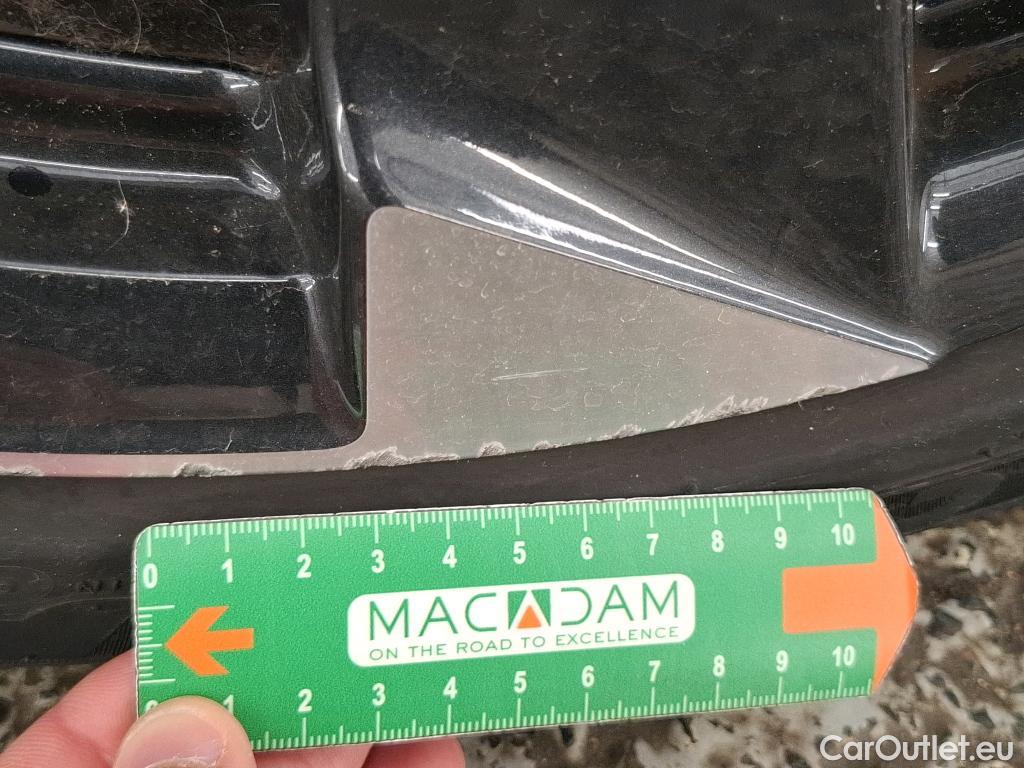 0 1 2 3 4 5 6 7 8 9 10
MACADAM
ON THE ROAD TO EXCELLENCE
1 2 3 4 5 6 7 8 9 10
CarOutlet.eu